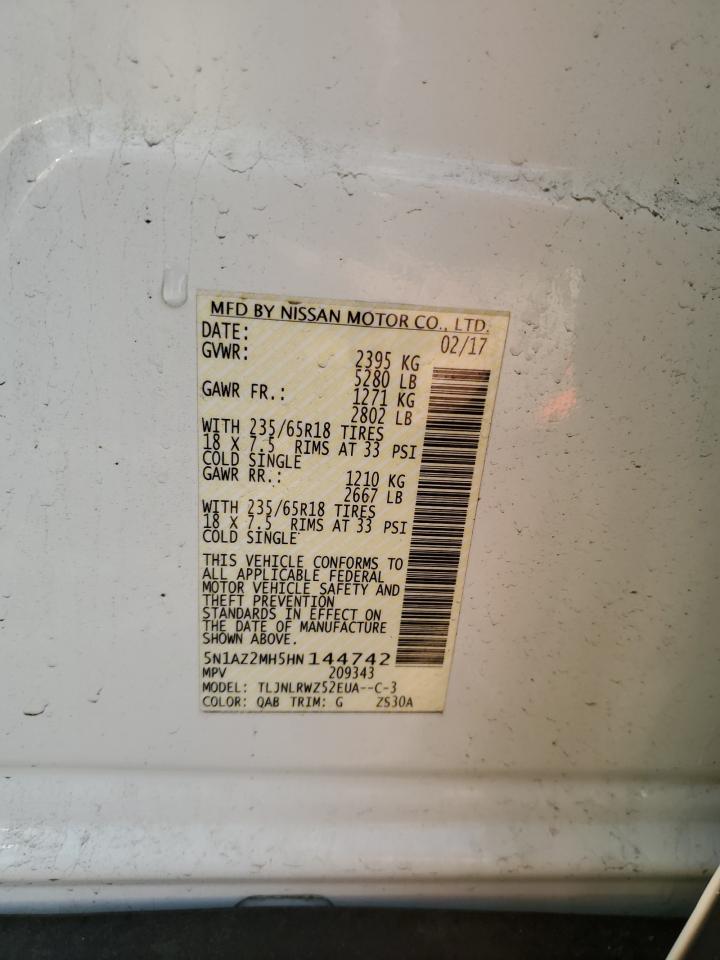 MFD BY NISSAN MOTOR CO., LTD.
DATE: 02/17
GVWR: 2395 KG
5280 LB
GAWR FR.: 1271 KG
2802 LB
WITH 235/65R18 TIRES
18 X 7.5 RIMS AT 33 PSI
COLD SINGLE
GAWR RR.: 1210 KG
2667 LB
WITH 235/65R18 TIRES
18 X 7.5 RIMS AT 33 PSI
COLD SINGLE
THIS VEHICLE CONFORMS TO
ALL APPLICABLE FEDERAL
MOTOR VEHICLE SAFETY AND
THEFT PREVENTION
STANDARDS IN EFFECT ON
THE DATE OF MANUFACTURE
SHOWN ABOVE.
5N1AZ2MH5HN144742
MPV 209343
MODEL: TLJNLRWZ52EUA--C-3
COLOR: QAB TRIM: G ZS30A